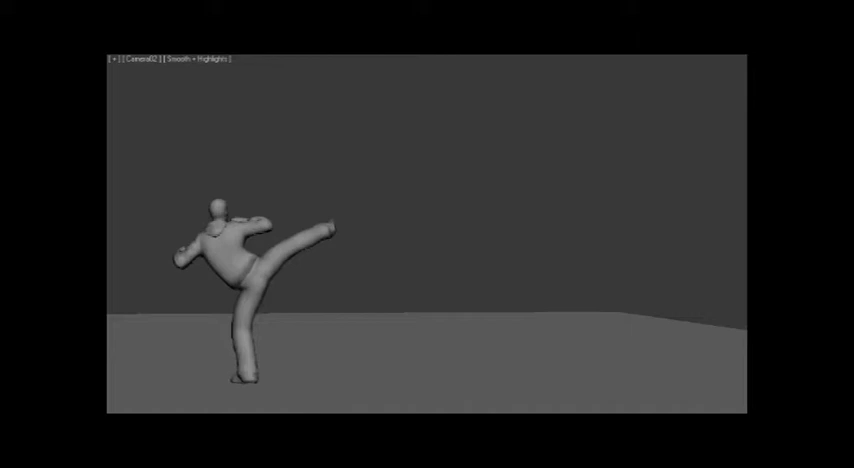 [ + ] [ Camera02 ] [ Smooth + Highlights ]